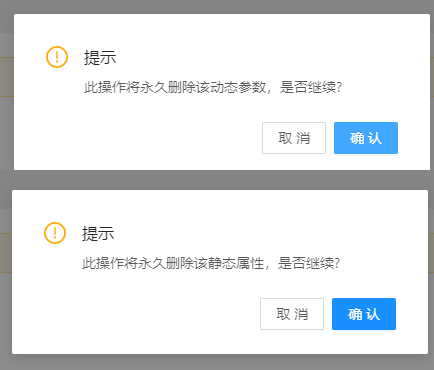 提示
此操作将永久删除该动态参数，是否继续?
取 消
确 认
提示
此操作将永久删除该静态属性，是否继续?
取 消
确 认